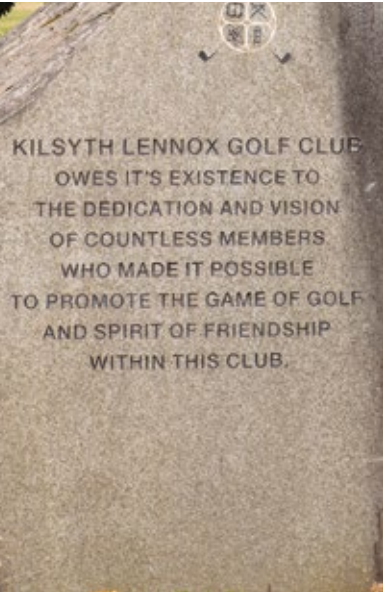 KILSYTH LENNOX GOLF CLUB
OWES IT'S EXISTENCE TO
THE DEDICATION AND VISION
OF COUNTLESS MEMBERS
WHO MADE IT POSSIBLE
TO PROMOTE THE GAME OF GOLF
AND SPIRIT OF FRIENDSHIP
WITHIN THIS CLUB.